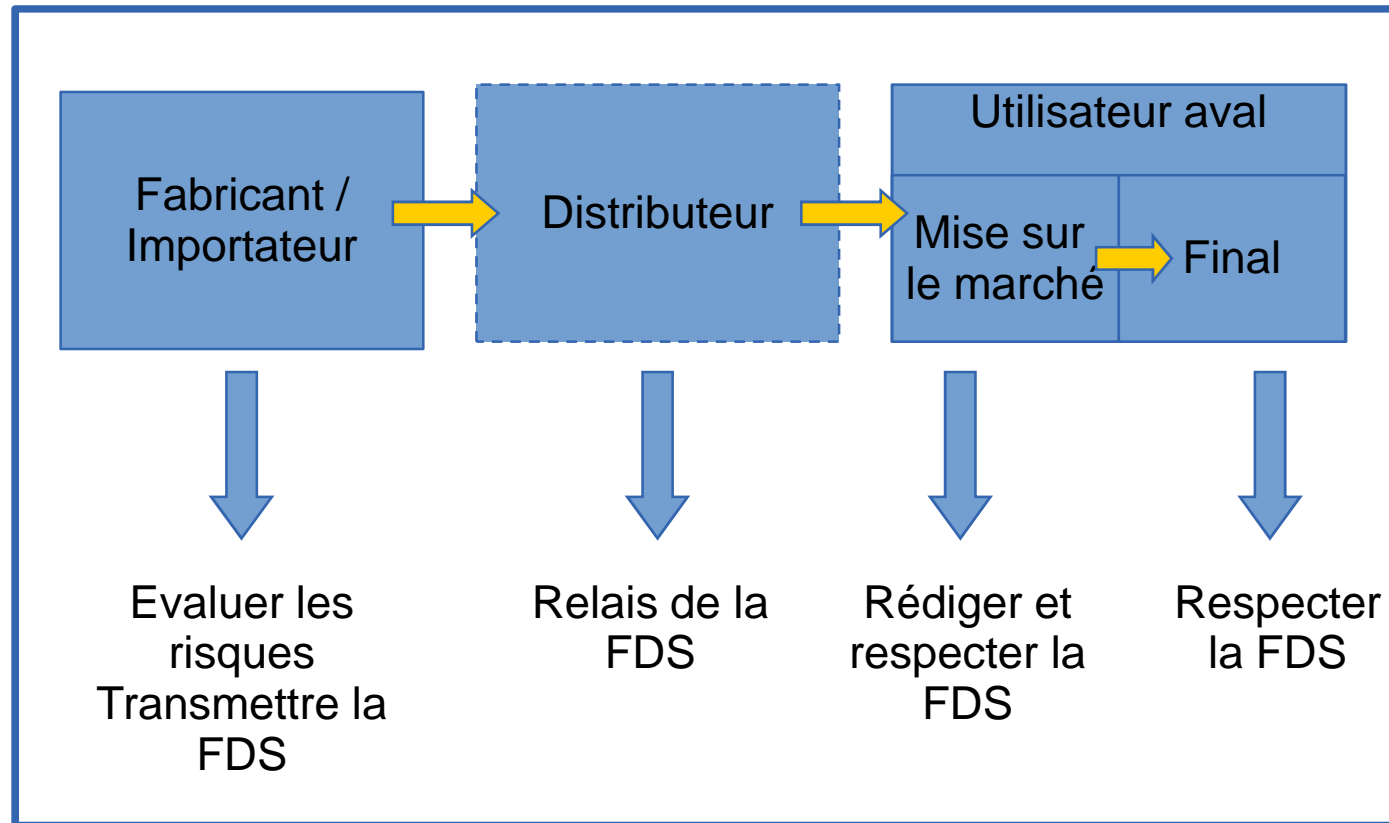 Fabricant /
Importateur
Distributeur
Utilisateur aval
Mise sur
le marché
Final
Evaluer les
risques
Transmettre la
FDS
Relais de la
FDS
Rédiger et
respecter la
FDS
Respecter
la FDS